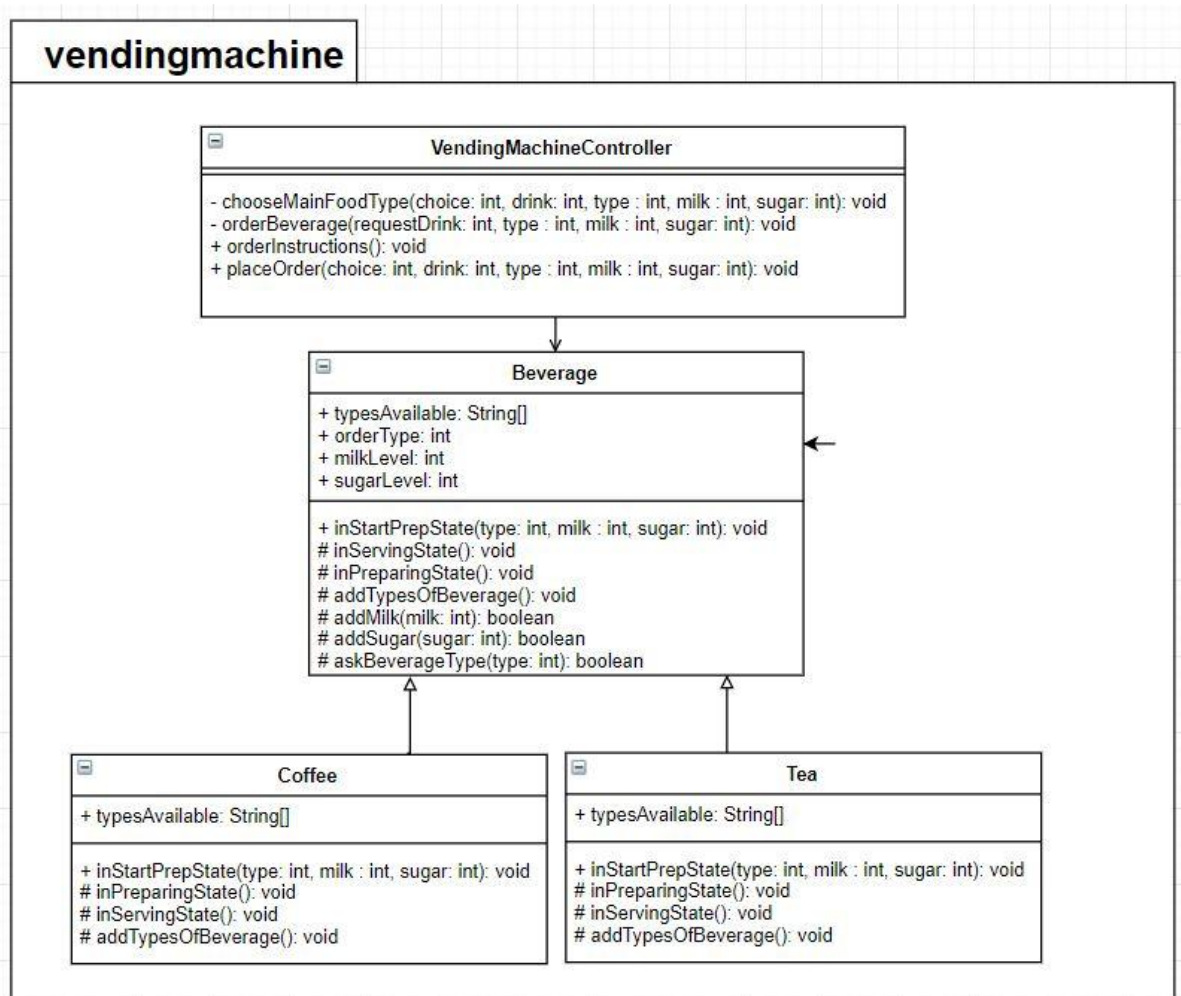 vendingmachine
VendingMachineController
- chooseMainFoodType(choice: int, drink: int, type : int, milk : int, sugar: int): void
- orderBeverage(requestDrink: int, type : int, milk : int, sugar: int): void
+ orderInstructions(): void
+ placeOrder(choice: int, drink: int, type : int, milk : int, sugar: int): void
Beverage
+ typesAvailable: String[]
+ orderType: int
+ milkLevel: int
+ sugarLevel: int
+ inStartPrepState(type: int, milk : int, sugar: int): void
# inServingState(): void
# inPreparingState(): void
# addTypesOfBeverage(): void
# addMilk(milk: int): boolean
# addSugar(sugar: int): boolean
# askBeverageType(type: int): boolean
Coffee
+ typesAvailable: String[]
+ inStartPrepState(type: int, milk : int, sugar: int): void
# inPreparingState(): void
# inServingState(): void
# addTypesOfBeverage(): void
Tea
+ typesAvailable: String[]
+ inStartPrepState(type: int, milk : int, sugar: int): void
# inPreparingState(): void
# inServingState(): void
# addTypesOfBeverage(): void